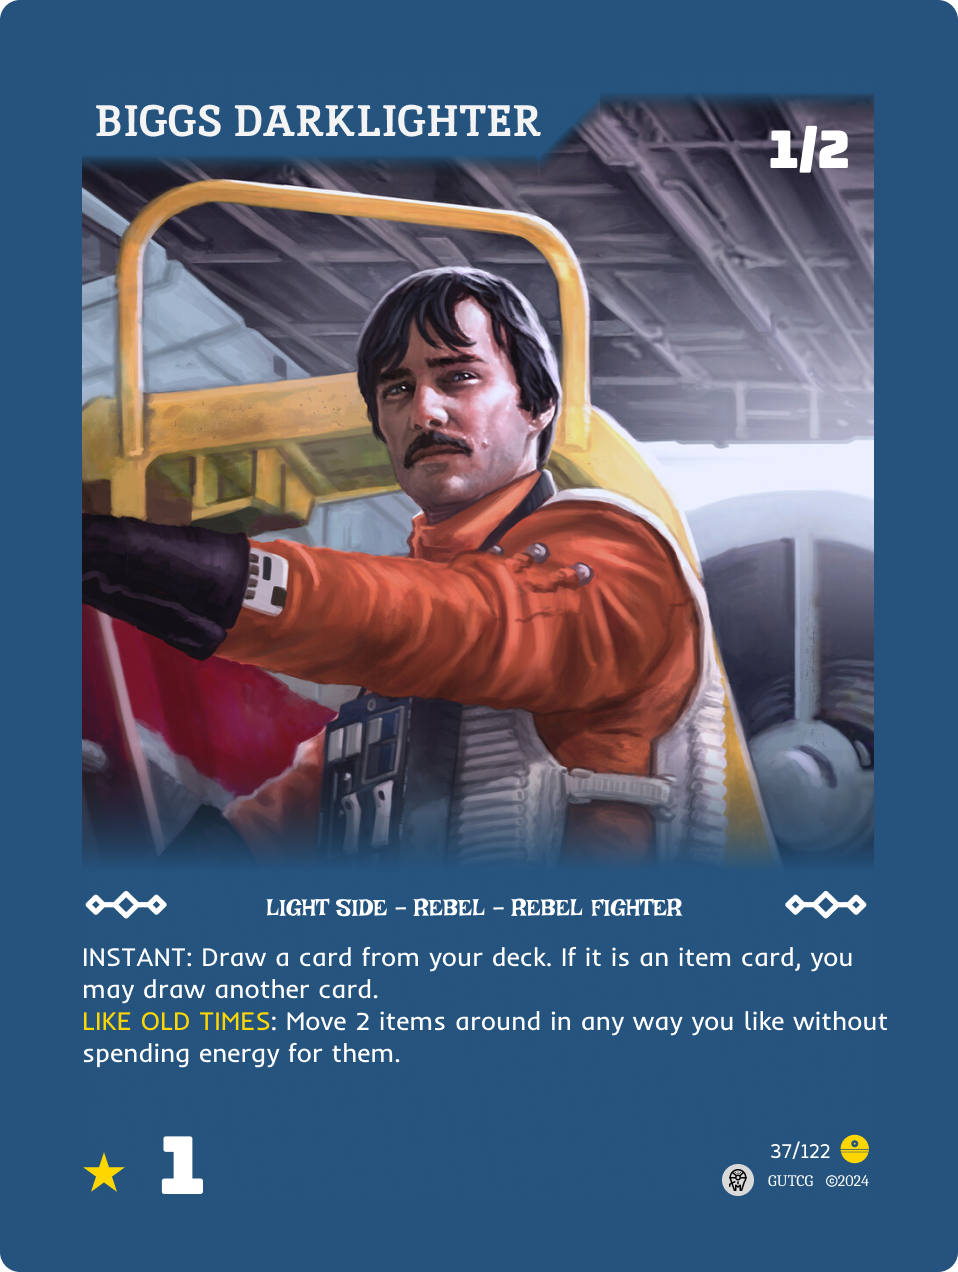 BIGGS DARKLIGHTER
1/2
LIGHT SIDE – REBEL – REBEL FIGHTER
INSTANT: Draw a card from your deck. If it is an item card, you
may draw another card.
LIKE OLD TIMES: Move 2 items around in any way you like without
spending energy for them.
1
37/122
GUTCG ©2024